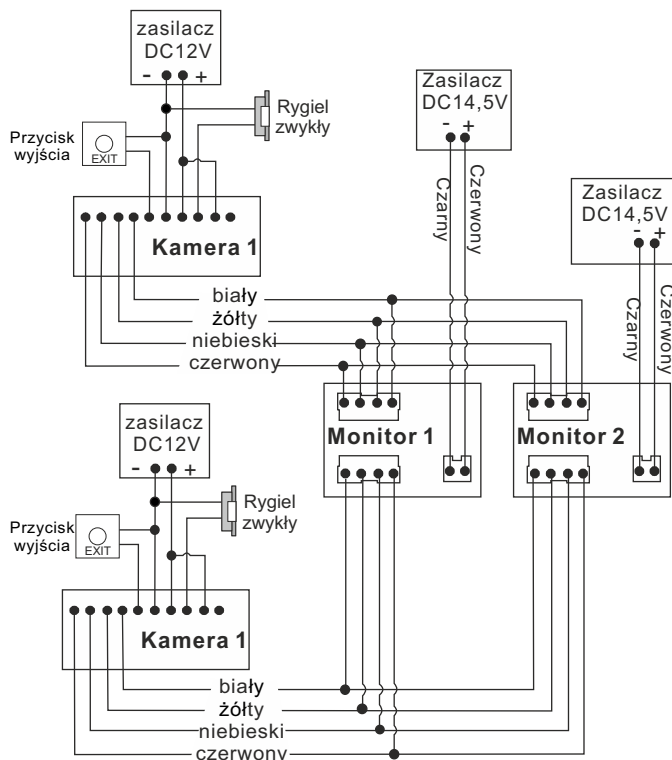 zasilacz
DC12V
- +
Rygiel
zwykły
Przycisk
wyjścia
EXIT
Kamera 1
Zasilacz
DC14,5V
- +
Czarny
Czerwony
Zasilacz
DC14,5V
- +
Czarny
Czerwony
biały
żółty
niebieski
czerwony
Monitor 1
Monitor 2
zasilacz
DC12V
- +
Rygiel
zwykły
Przycisk
wyjścia
EXIT
Kamera 1
biały
żółty
niebieski
czerwony